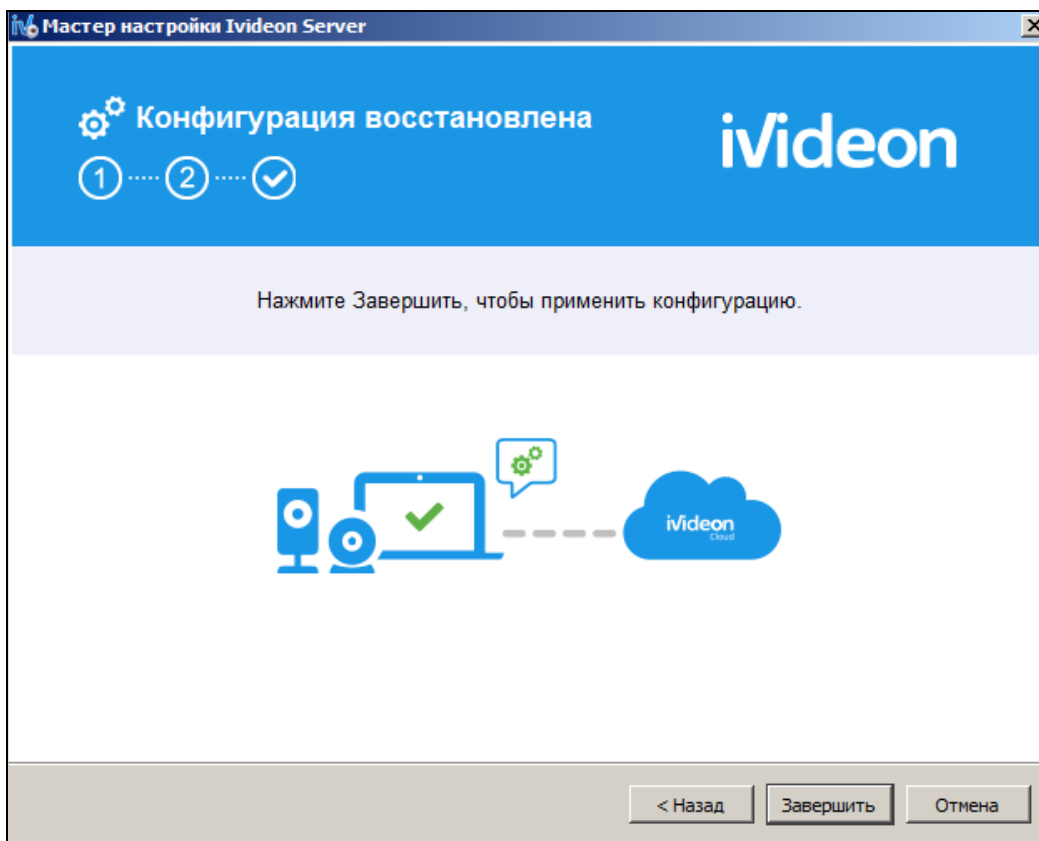 Мастер настройки Ivideon Server
Конфигурация восстановлена
ivideon
1 2
Нажмите Завершить, чтобы применить конфигурацию.
ivideon
Cloud
< Назад Завершить Отмена